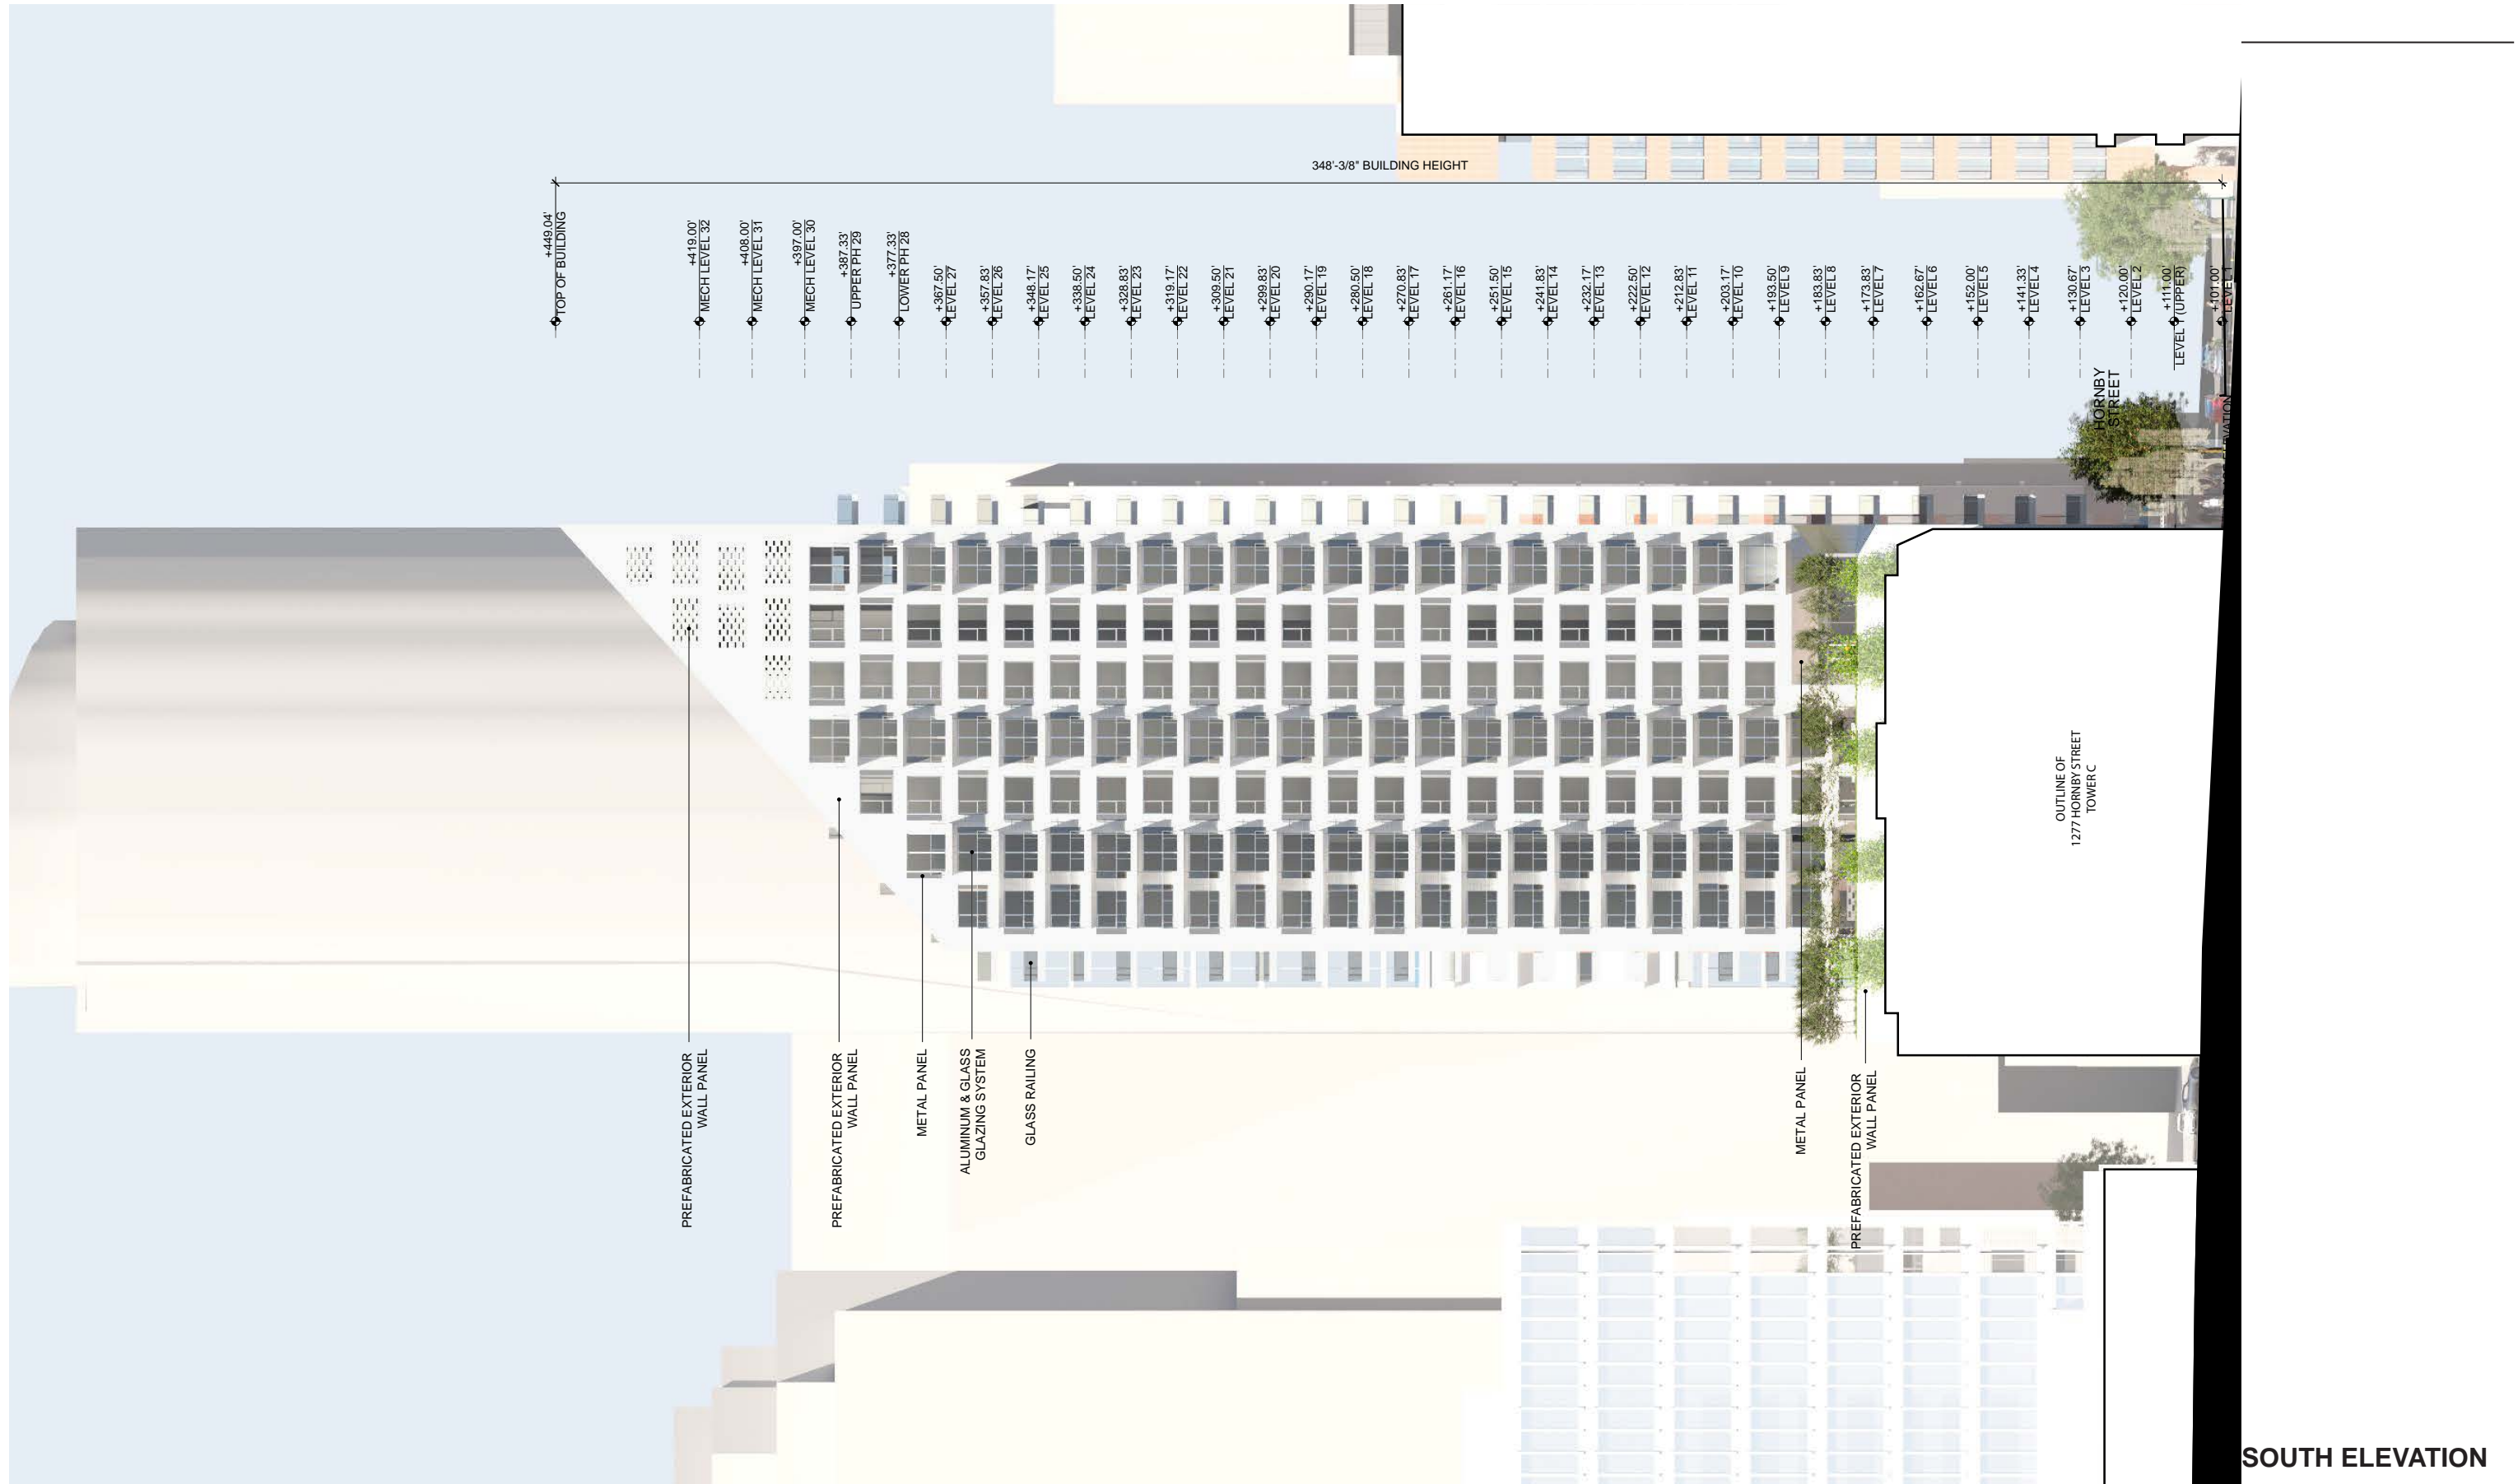 348'-3/8" BUILDING HEIGHT
+449.04'
TOP OF BUILDING
+419.00'
MECH LEVEL 32
+408.00'
MECH LEVEL 31
+397.00'
MECH LEVEL 30
+387.33'
UPPER PH 29
+377.33'
LOWER PH 28
+367.50'
LEVEL 27
+357.83'
LEVEL 26
+348.17'
LEVEL 25
+338.50'
LEVEL 24
+328.83'
LEVEL 23
+319.17'
LEVEL 22
+309.50'
LEVEL 21
+299.83'
LEVEL 20
+290.17'
LEVEL 19
+280.50'
LEVEL 18
+270.83'
LEVEL 17
+261.17'
LEVEL 16
+251.50'
LEVEL 15
+241.83'
LEVEL 14
+232.17'
LEVEL 13
+222.50'
LEVEL 12
+212.83'
LEVEL 11
+203.17'
LEVEL 10
+193.50'
LEVEL 9
+183.83'
LEVEL 8
+173.83'
LEVEL 7
+162.67'
LEVEL 6
+152.00'
LEVEL 5
+141.33'
LEVEL 4
+130.67'
LEVEL 3
+120.00'
LEVEL 2
+111.00'
LEVEL 1 (UPPER)
+101.00'
LEVEL 1
HORNBY
STREET
PREFABRICATED EXTERIOR
WALL PANEL
PREFABRICATED EXTERIOR
WALL PANEL
METAL PANEL
ALUMINUM & GLASS
GLAZING SYSTEM
GLASS RAILING
METAL PANEL
PREFABRICATED EXTERIOR
WALL PANEL
OUTLINE OF
1277 HORNBY STREET
TOWER C
SOUTH ELEVATION